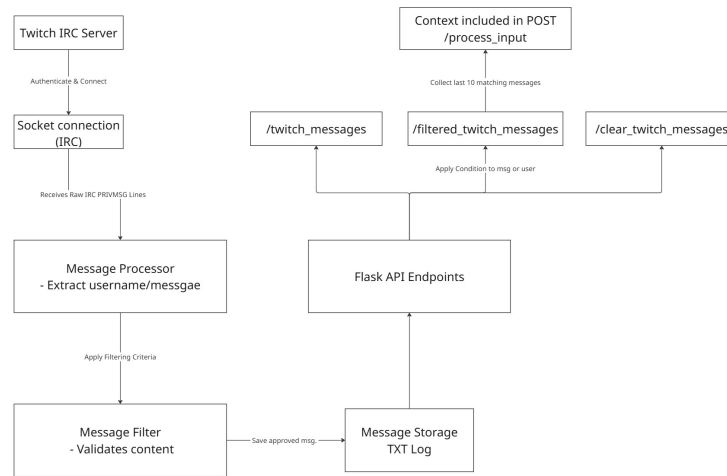 Twitch IRC Server
Authenticate & Connect
Socket connection
(IRC)
Receives Raw IRC PRIVMSG Lines
Message Processor
- Extract username/messgae
Apply Filtering Criteria
Message Filter
- Validates content
Save approved msg.
Message Storage
TXT Log
Flask API Endpoints
Apply Condition to msg or user
/twitch_messages
/filtered_twitch_messages
/clear_twitch_messages
Collect last 10 matching messages
Context included in POST
/process_input